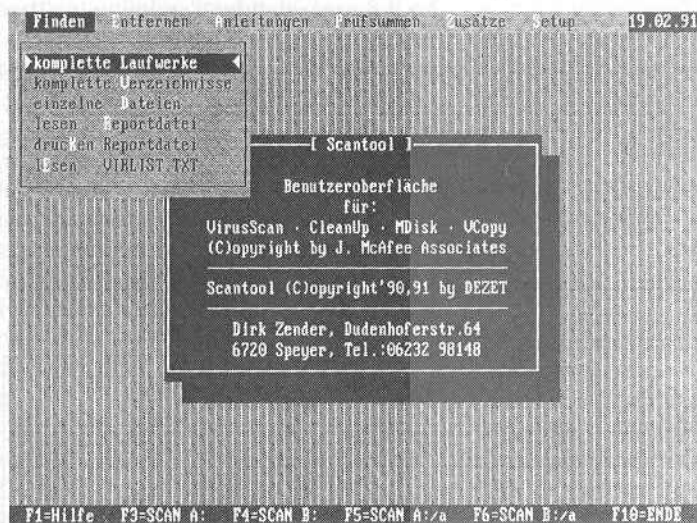 Finden Entfernen Anleitungen Prüfsummen Zusätze Setup 19.02.91
komplette Laufwerke
komplette Verzeichnisse
einzelne Dateien
lesen Reportdatei
drucKen Reportdatei
lEsen VIRLIST.TXT
[ Scantool ]
Benutzeroberfläche
für:
VirusScan · CleanUp · MDisk · VCopy
(C)opyright by J. McAfee Associates
Scantool (C)opyright'90,91 by DEZET
Dirk Zender, Dudenhoferstr.64
6720 Speyer, Tel.:06232 98148
F1=Hilfe F3=SCAN A: F4=SCAN B: F5=SCAN A:/a F6=SCAN B:/a F10=ENDE